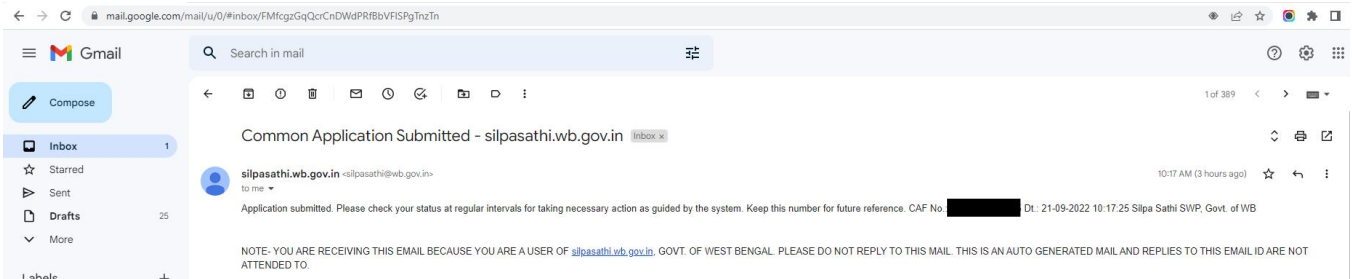 mail.google.com/mail/u/0/#inbox/FMfcgzGqQcrCnDWdPRfBbVFlSPgTnzTn
Gmail
Search in mail
Compose
1 of 389
Common Application Submitted - silpasathi.wb.gov.in Inbox x
Inbox 1
Starred
silpasathi.wb.gov.in <silpasathi@wb.gov.in>
10:17 AM (3 hours ago)
to me
Sent
Application submitted. Please check your status at regular intervals for taking necessary action as guided by the system. Keep this number for future reference. CAF No.: Dt.: 21-09-2022 10:17:25 Silpa Sathi SWP, Govt. of WB
Drafts 25
More
NOTE- YOU ARE RECEIVING THIS EMAIL BECAUSE YOU ARE A USER OF silpasathi.wb.gov.in, GOVT. OF WEST BENGAL. PLEASE DO NOT REPLY TO THIS MAIL. THIS IS AN AUTO GENERATED MAIL AND REPLIES TO THIS EMAIL ID ARE NOT
ATTENDED TO.
Labels +